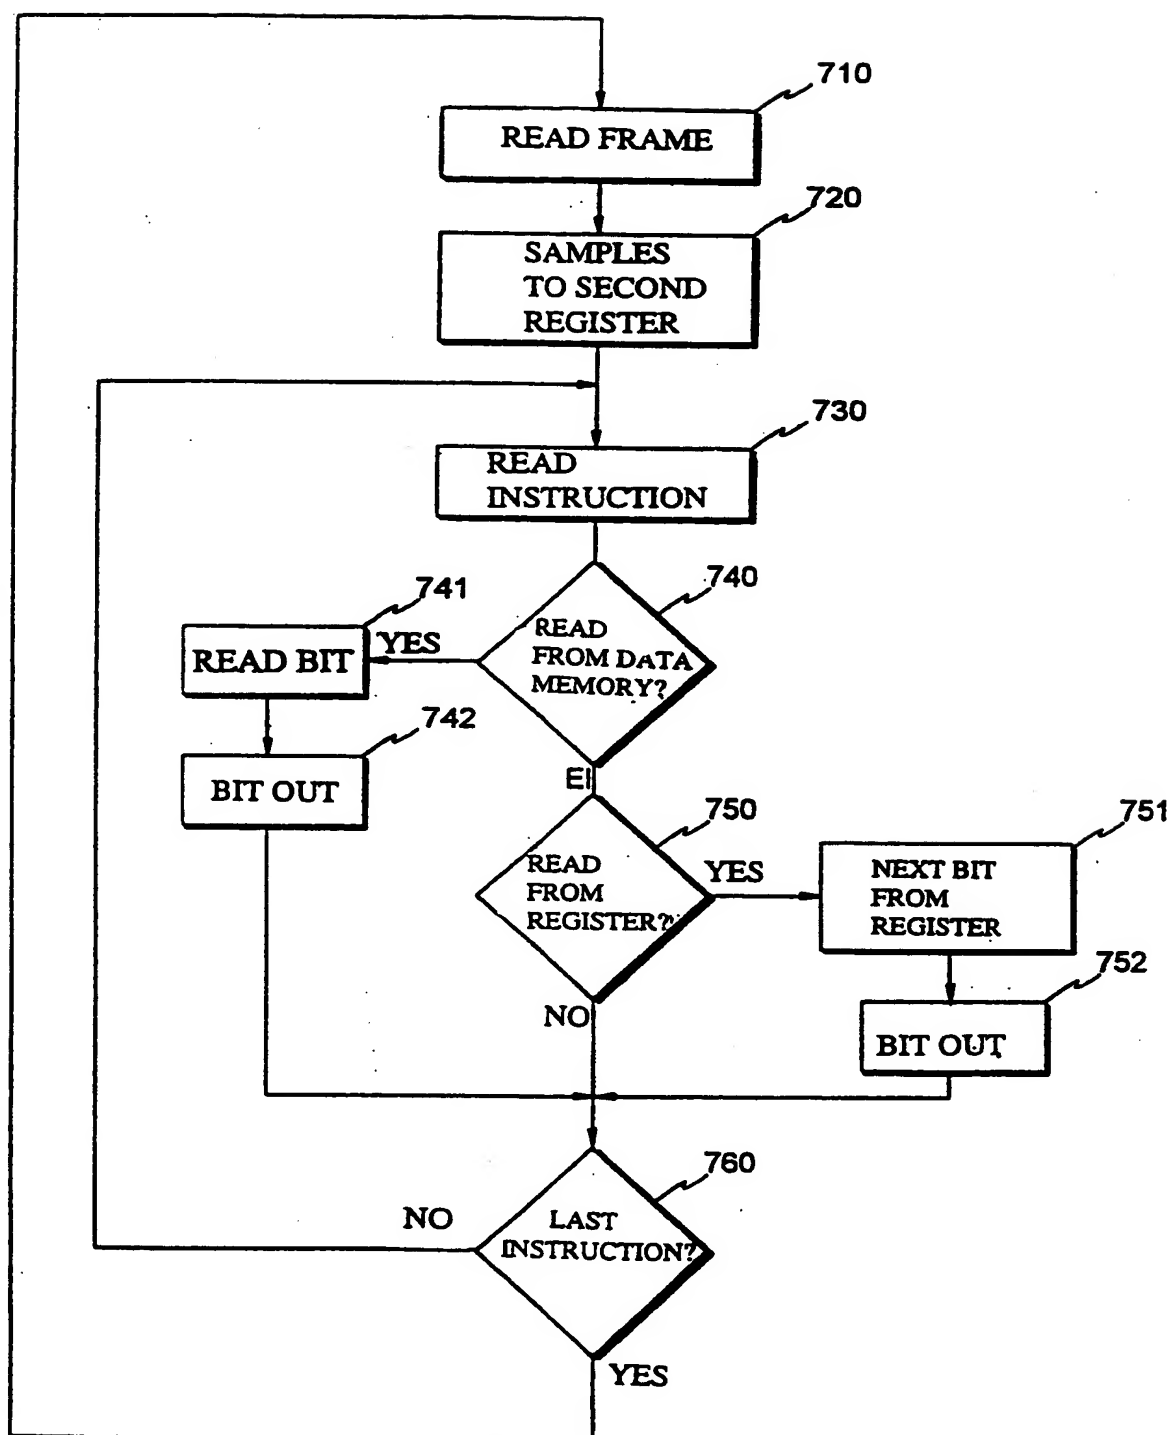 710
READ FRAME
720
SAMPLES
TO SECOND
REGISTER
730
READ
INSTRUCTION
740
READ
FROM DATA
MEMORY?
741
YES
READ BIT
742
BIT OUT
EI
750
READ
FROM
REGISTER?
YES
751
NEXT BIT
FROM
REGISTER
752
BIT OUT
NO
760
LAST
INSTRUCTION?
NO
YES